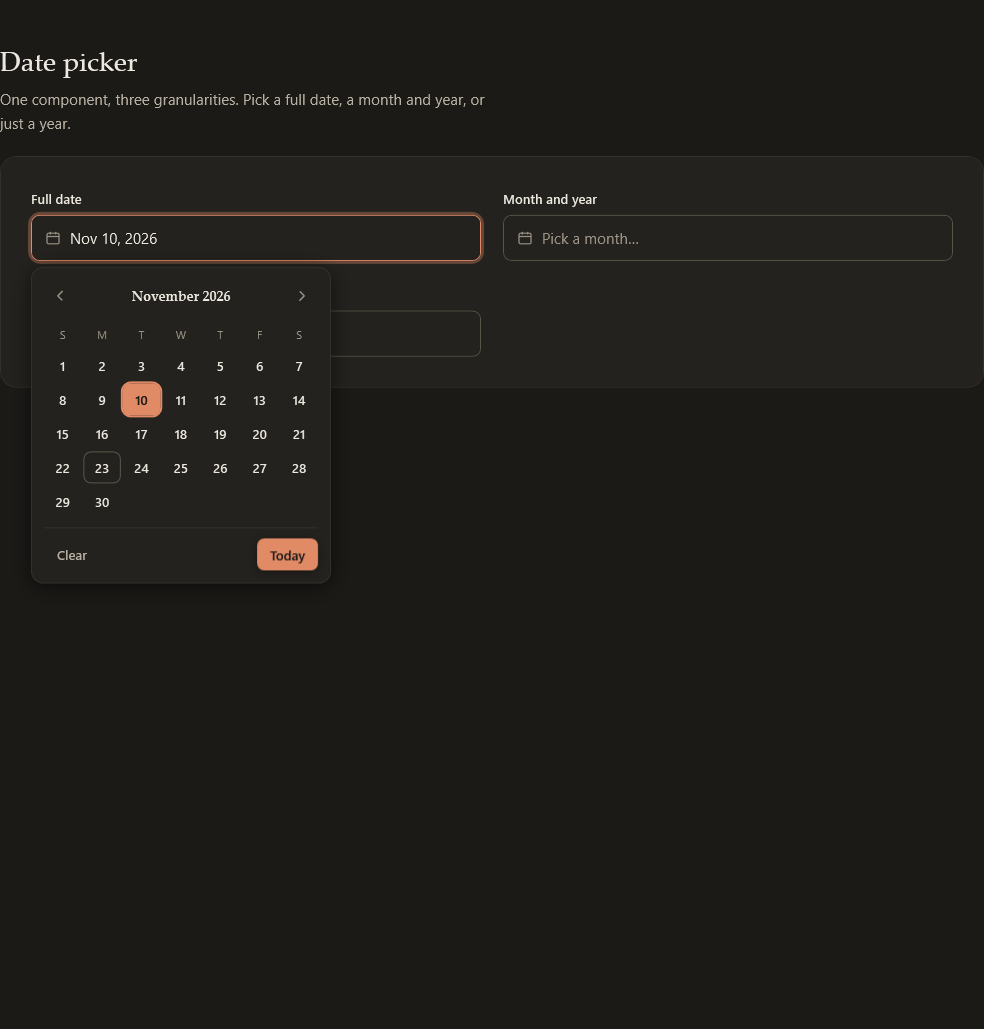 Date picker
One component, three granularities. Pick a full date, a month and year, or
just a year.
Full date
Month and year
Nov 10, 2026
Pick a month...
November 2026
S M T W T F S
1 2 3 4 5 6 7
8 9 10 11 12 13 14
15 16 17 18 19 20 21
22 23 24 25 26 27 28
29 30
Clear
Today